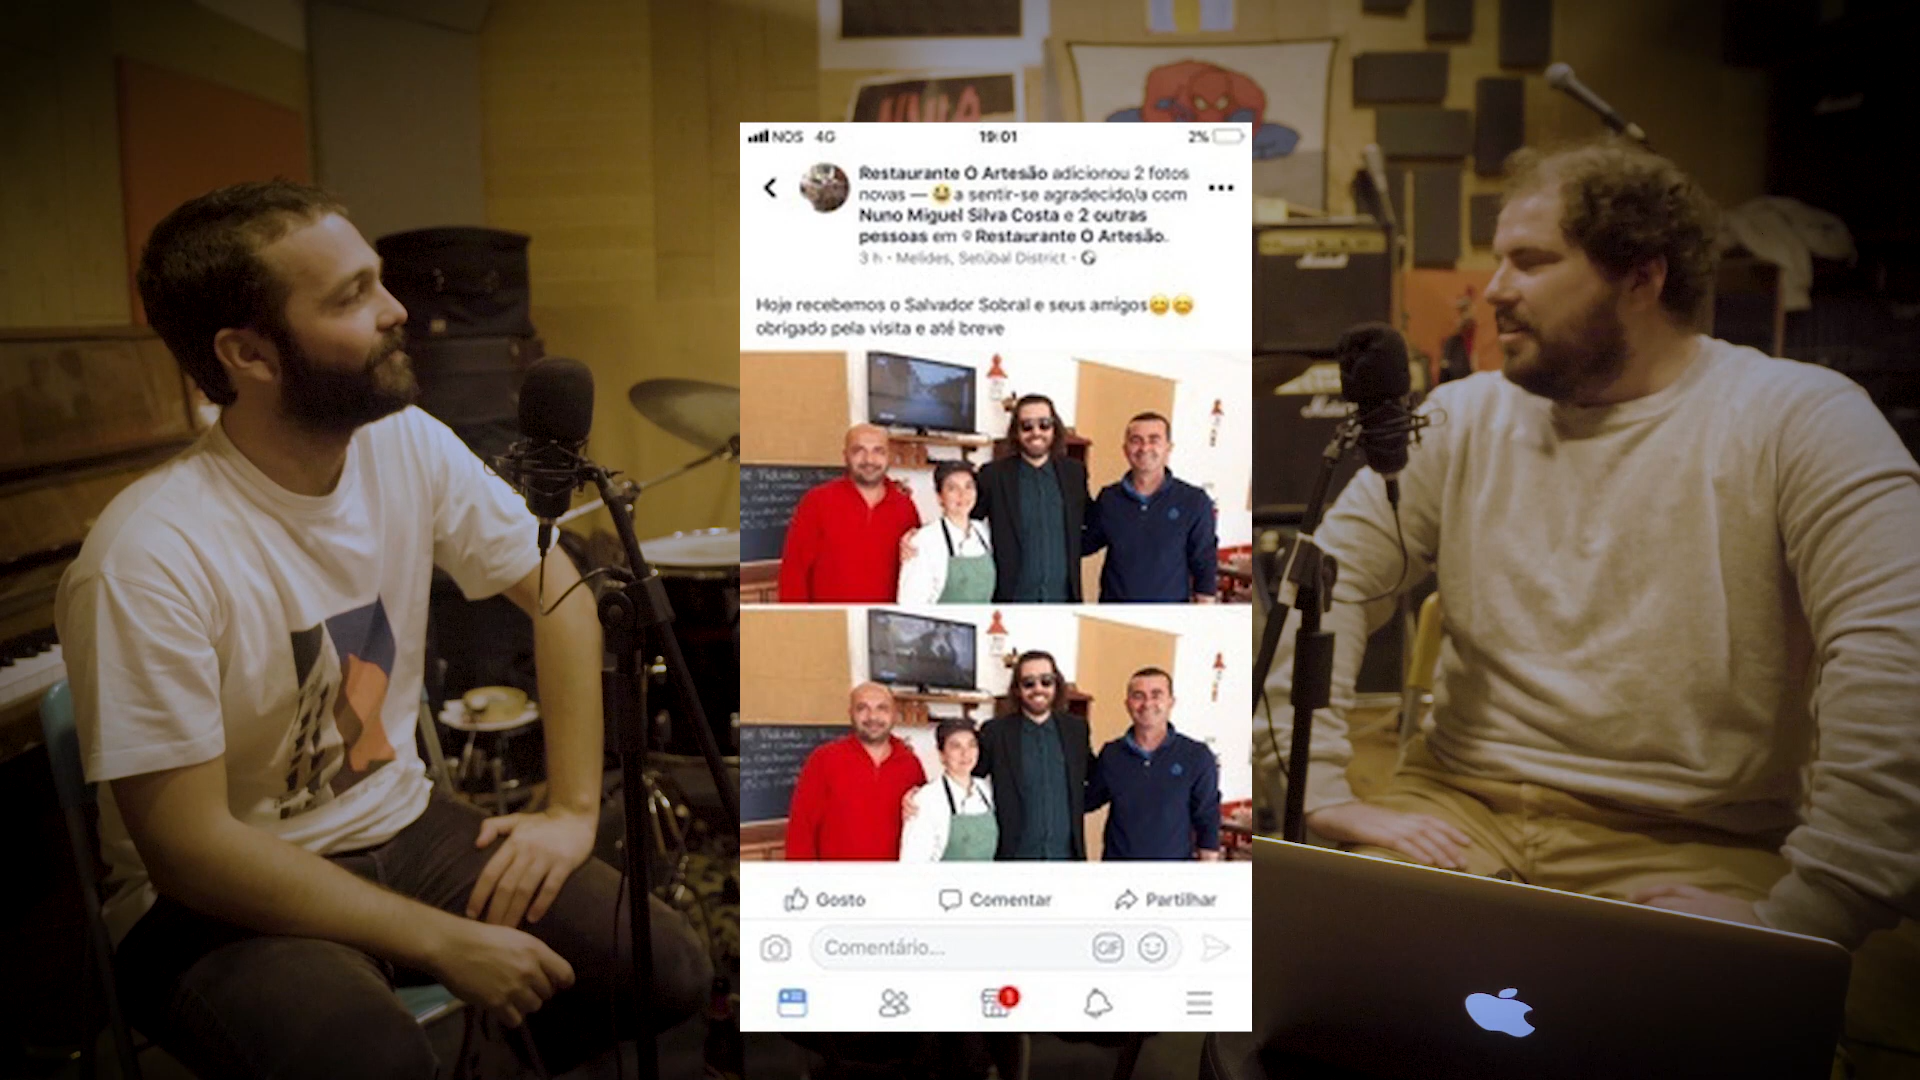 NOS 4G 19:01 2%
Restaurante O Artesão adicionou 2 fotos
novas — 😃 a sentir-se agradecido/a com
Nuno Miguel Silva Costa e 2 outras
pessoas em Restaurante O Artesão.
3 h · Melides, Setúbal District ·
Hoje recebemos o Salvador Sobral e seus amigos😊😊
obrigado pela visita e até breve
Gosto Comentar Partilhar
Comentário... GIF
1
Marshall